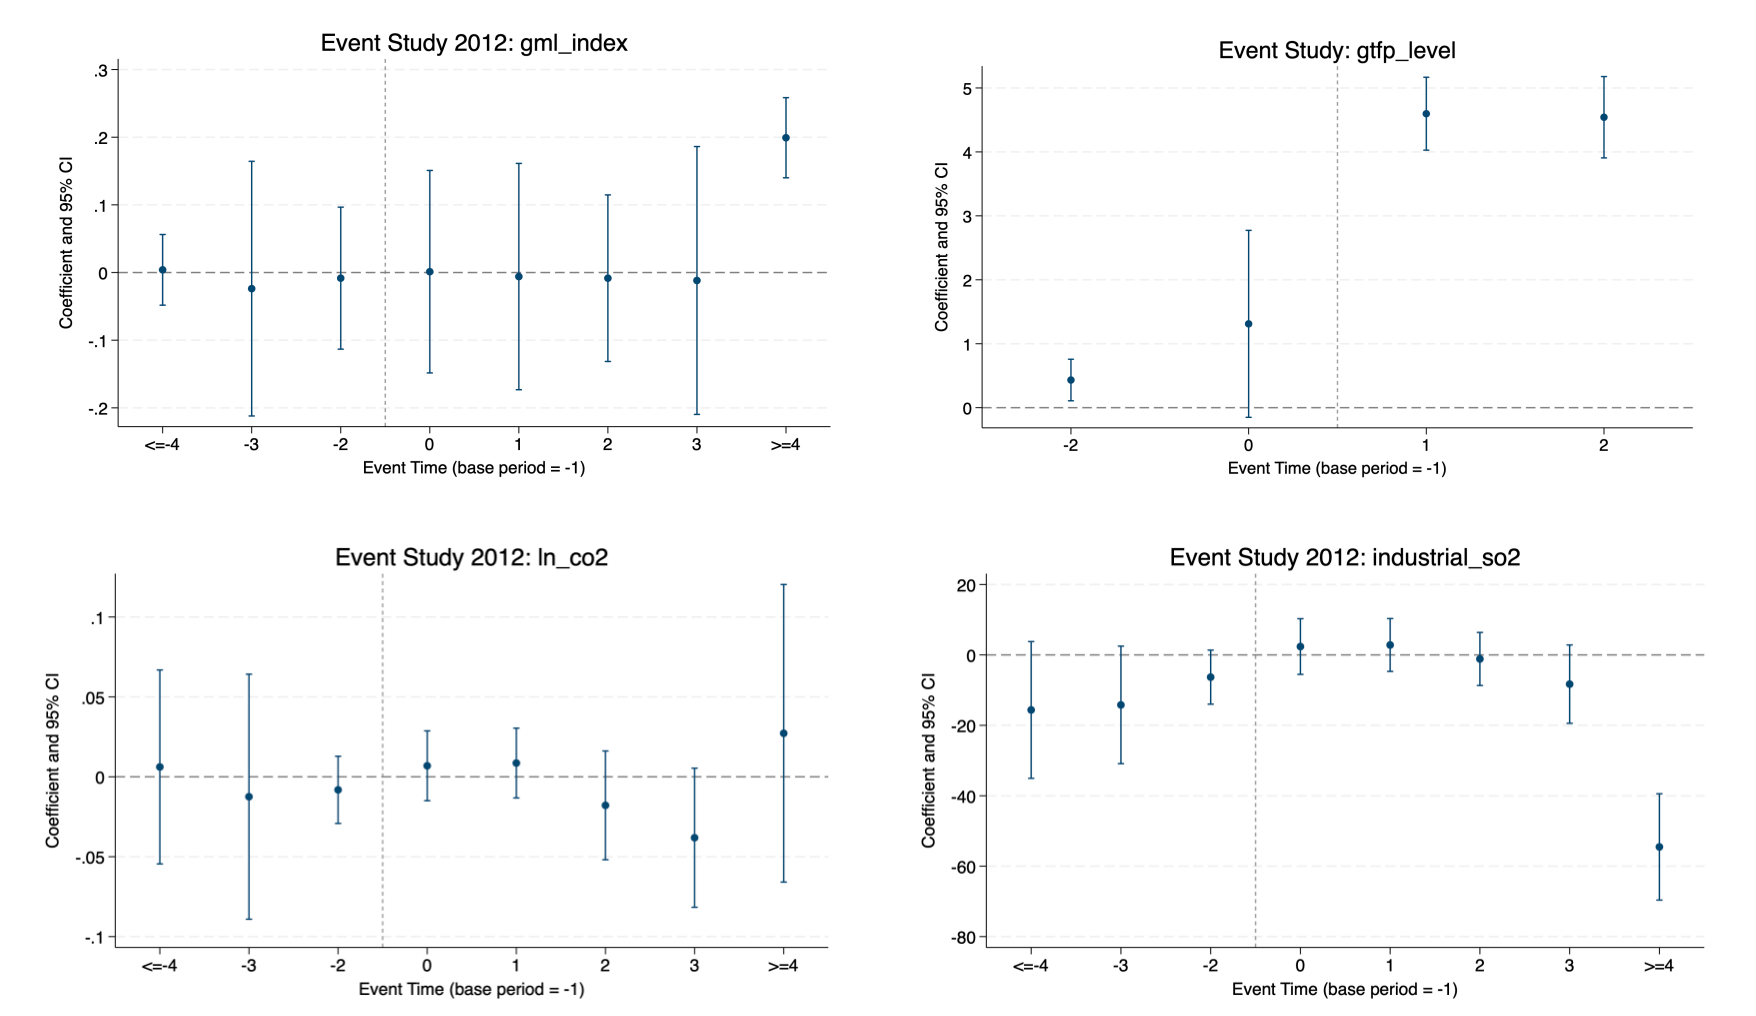 Event Study 2012: gml_index
Coefficient and 95% CI
.3
.2
.1
0
-.1
-.2
<=-4 -3 -2 0 1 2 3 >=4
Event Time (base period = -1)
Event Study: gtfp_level
Coefficient and 95% CI
5
4
3
2
1
0
-2 0 1 2
Event Time (base period = -1)
Event Study 2012: ln_co2
Coefficient and 95% CI
.1
.05
0
-.05
-.1
<=-4 -3 -2 0 1 2 3 >=4
Event Time (base period = -1)
Event Study 2012: industrial_so2
Coefficient and 95% CI
20
0
-20
-40
-60
-80
<=-4 -3 -2 0 1 2 3 >=4
Event Time (base period = -1)